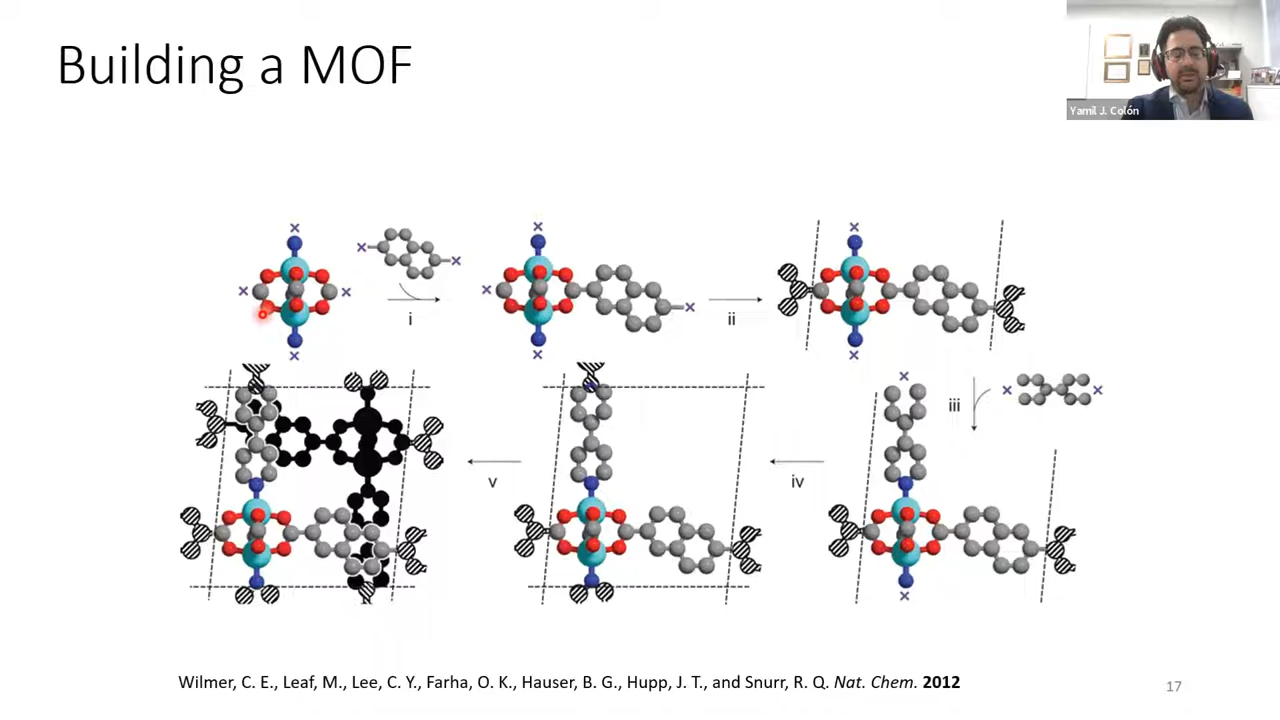 Building a MOF
Yamil J. Colón
x
x
x
x
x
x
i
x
x
x
x
ii
x
x
iii
x
x
x
x
iv
v
Wilmer, C. E., Leaf, M., Lee, C. Y., Farha, O. K., Hauser, B. G., Hupp, J. T., and Snurr, R. Q. Nat. Chem. 2012
17